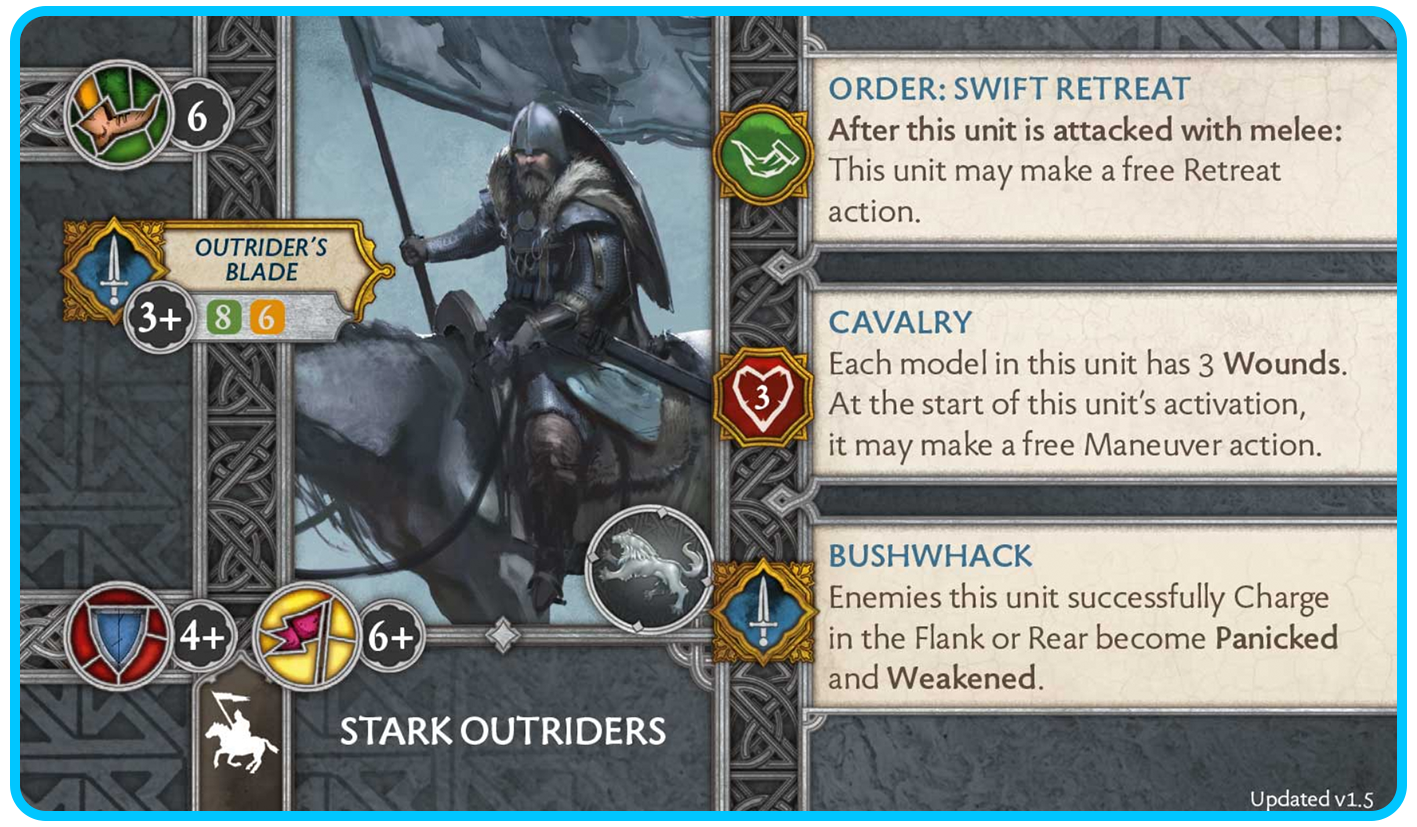 6
OUTRIDER'S
BLADE
3+ 8 6
4+ 6+
STARK OUTRIDERS
ORDER: SWIFT RETREAT
After this unit is attacked with melee:
This unit may make a free Retreat
action.
3
CAVALRY
Each model in this unit has 3 Wounds.
At the start of this unit's activation,
it may make a free Maneuver action.
BUSHWHACK
Enemies this unit successfully Charge
in the Flank or Rear become Panicked
and Weakened.
Updated v1.5